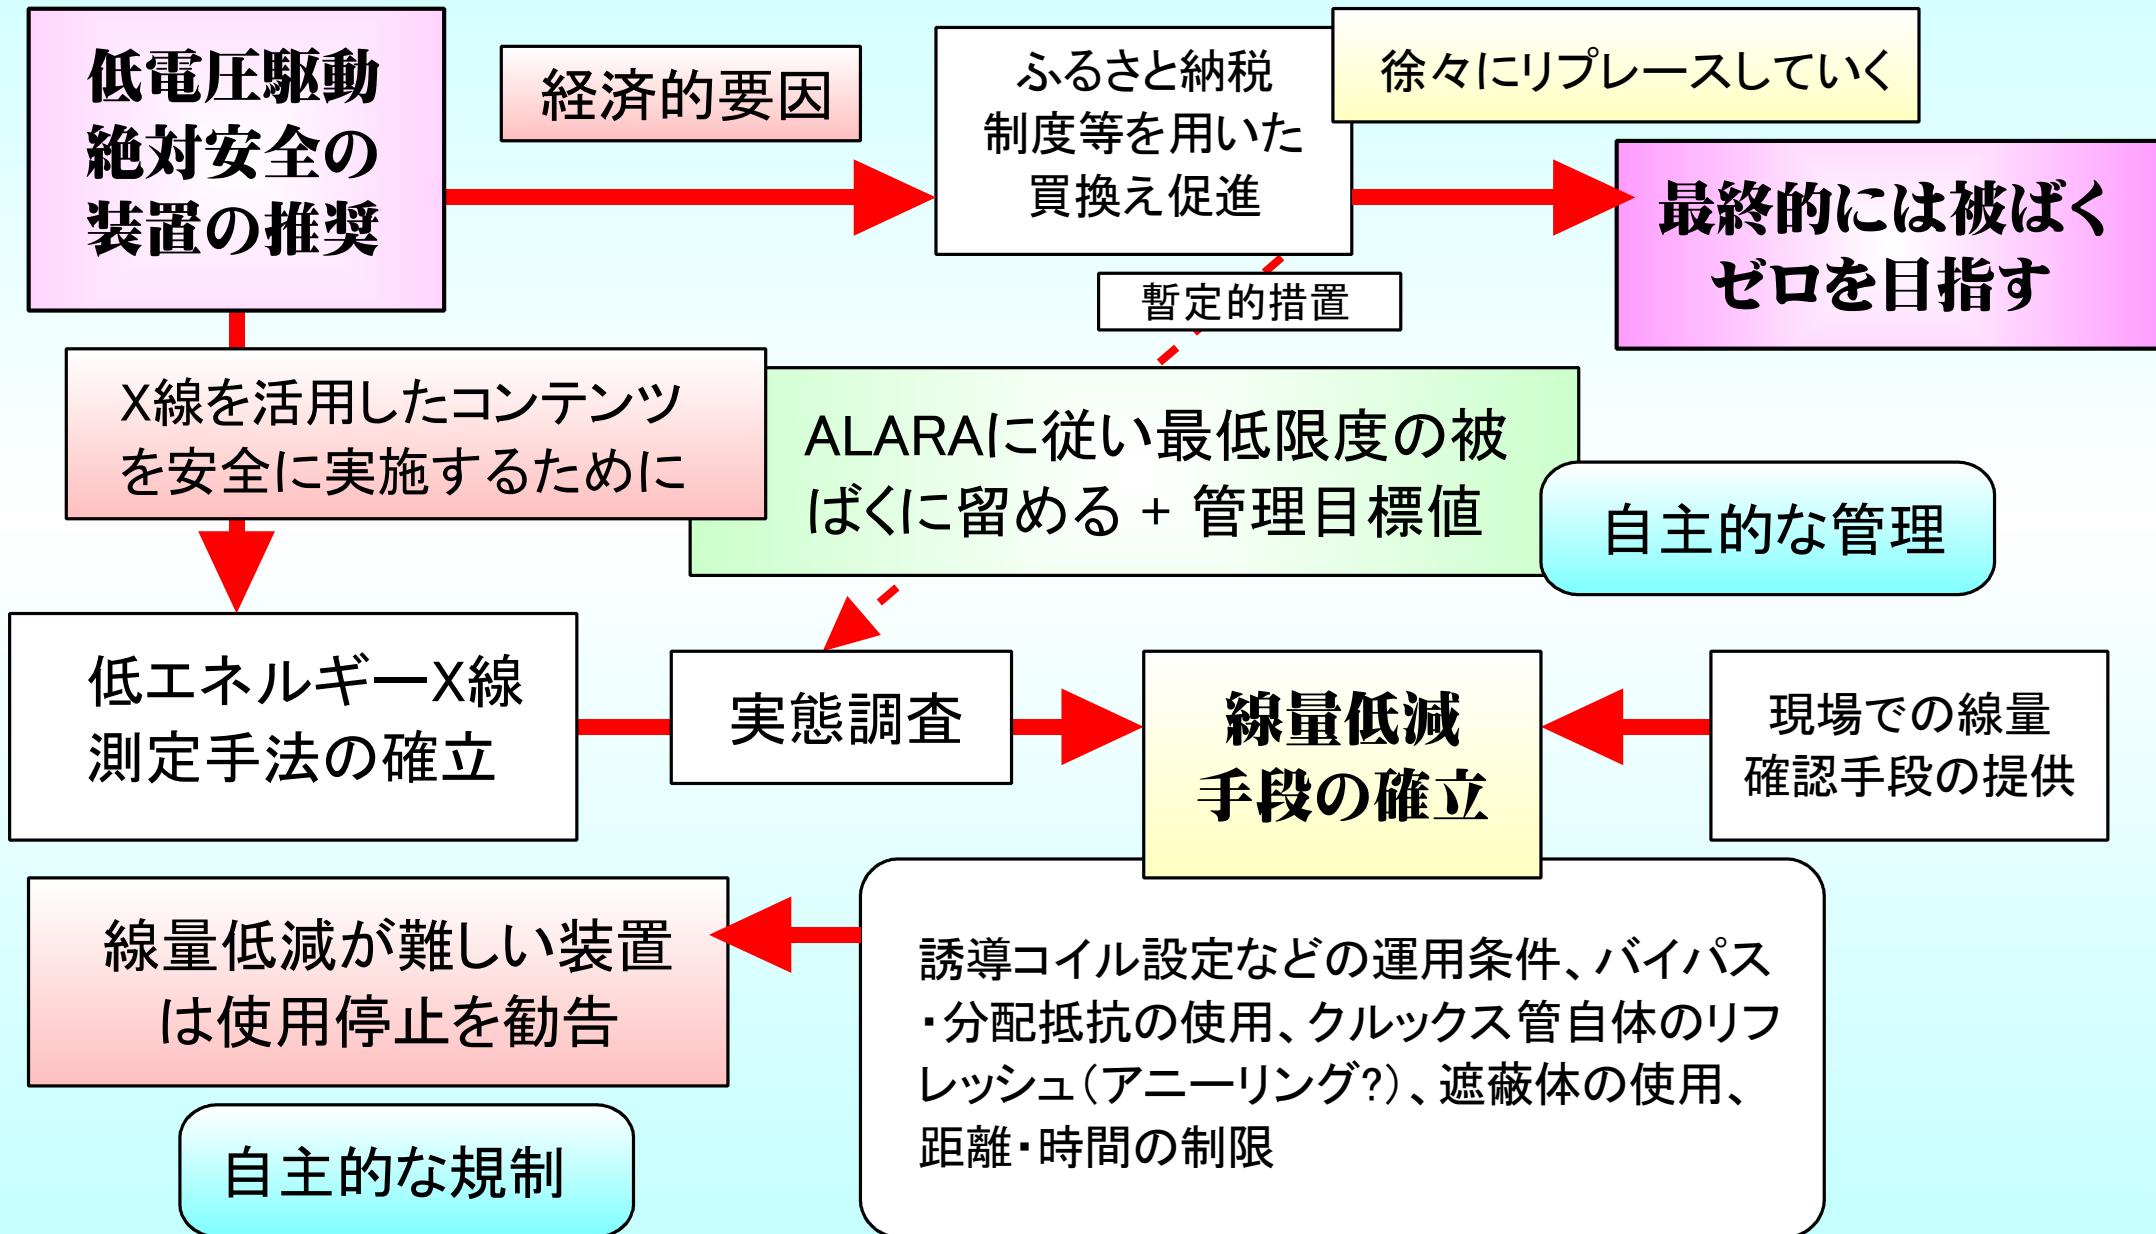 低電圧駆動
絶対安全の
装置の推奨
経済的要因
ふるさと納税
制度等を用いた
買換え促進
徐々にリプレースしていく
最終的には被ばく
ゼロを目指す
暫定的措置
X線を活用したコンテンツ
を安全に実施するために
ALARAに従い最低限度の被
ばくに留める + 管理目標値
自主的な管理
低エネルギーX線
測定手法の確立
実態調査
線量低減
手段の確立
現場での線量
確認手段の提供
線量低減が難しい装置
は使用停止を勧告
自主的な規制
誘導コイル設定などの運用条件、バイパス
・分配抵抗の使用、クルックス管自体のリフ
レッシュ(アニーリング?)、遮蔽体の使用、
距離・時間の制限